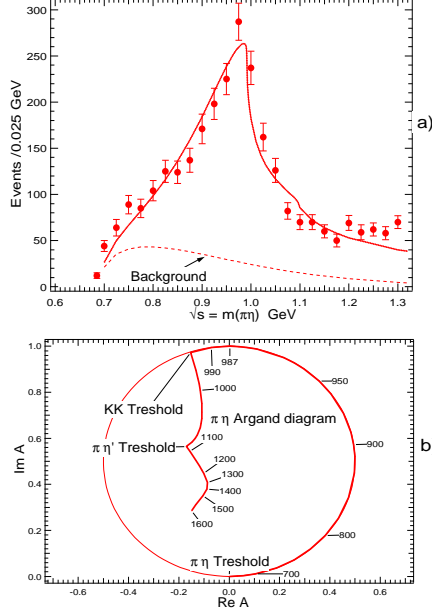 300
250
200
150
100
50
0
Events /0.025 GeV
a)
Background
0.6 0.7 0.8 0.9 1.0 1.1 1.2 1.3
√s = m(πη) GeV
1.0
0.8
0.6
0.4
0.2
0.0
Im A
b
987
990
1000
950
KK Treshold
π η Argand diagram
π η' Treshold
1100
900
1200
1300
1400
1500
1600
800
π η Treshold
700
-0.6 -0.4 -0.2 0.0 0.2 0.4 0.6
Re A